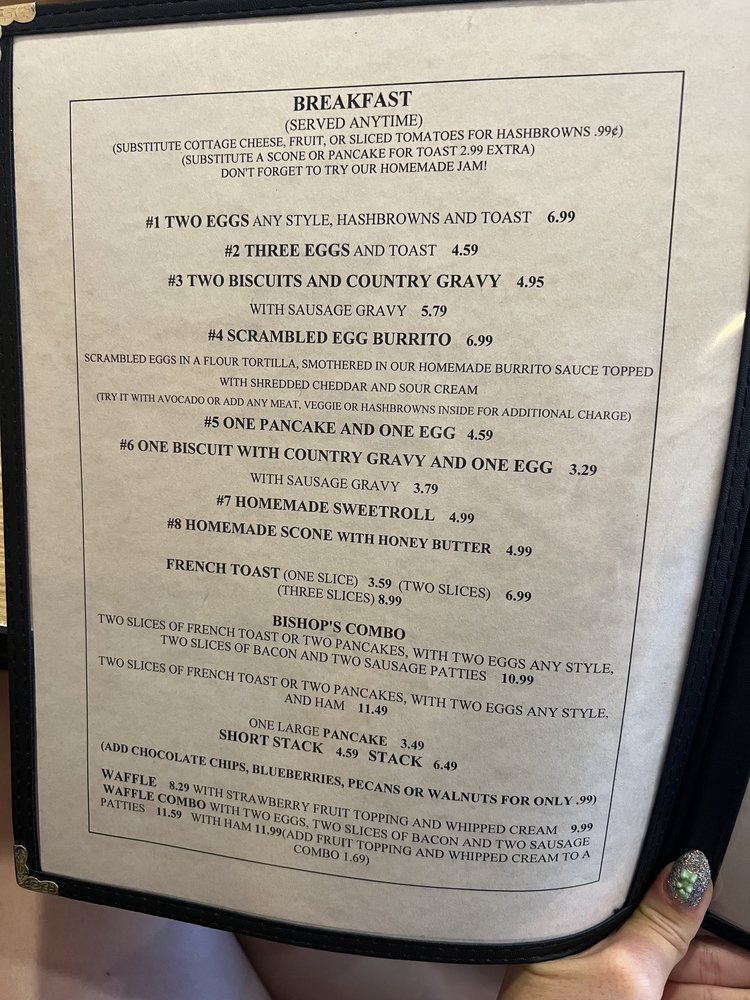 BREAKFAST
(SERVED ANYTIME)
(SUBSTITUTE COTTAGE CHEESE, FRUIT, OR SLICED TOMATOES FOR HASHBROWNS .99¢)
(SUBSTITUTE A SCONE OR PANCAKE FOR TOAST 2.99 EXTRA)
DON'T FORGET TO TRY OUR HOMEMADE JAM!
#1 TWO EGGS ANY STYLE, HASHBROWNS AND TOAST 6.99
#2 THREE EGGS AND TOAST 4.59
#3 TWO BISCUITS AND COUNTRY GRAVY 4.95
WITH SAUSAGE GRAVY 5.79
#4 SCRAMBLED EGG BURRITO 6.99
SCRAMBLED EGGS IN A FLOUR TORTILLA, SMOTHERED IN OUR HOMEMADE BURRITO SAUCE TOPPED
WITH SHREDDED CHEDDAR AND SOUR CREAM
(TRY IT WITH AVOCADO OR ADD ANY MEAT, VEGGIE OR HASHBROWNS INSIDE FOR ADDITIONAL CHARGE)
#5 ONE PANCAKE AND ONE EGG 4.59
#6 ONE BISCUIT WITH COUNTRY GRAVY AND ONE EGG 3.29
WITH SAUSAGE GRAVY 3.79
#7 HOMEMADE SWEETROLL 4.99
#8 HOMEMADE SCONE WITH HONEY BUTTER 4.99
FRENCH TOAST (ONE SLICE) 3.59 (TWO SLICES) 6.99
(THREE SLICES) 8.99
BISHOP'S COMBO
TWO SLICES OF FRENCH TOAST OR TWO PANCAKES, WITH TWO EGGS ANY STYLE,
TWO SLICES OF BACON AND TWO SAUSAGE PATTIES 10.99
TWO SLICES OF FRENCH TOAST OR TWO PANCAKES, WITH TWO EGGS ANY STYLE,
AND HAM 11.49
ONE LARGE PANCAKE 3.49
SHORT STACK 4.59 STACK 6.49
(ADD CHOCOLATE CHIPS, BLUEBERRIES, PECANS OR WALNUTS FOR ONLY .99)
WAFFLE 8.29 WITH STRAWBERRY FRUIT TOPPING AND WHIPPED CREAM 9.99
WAFFLE COMBO WITH TWO EGGS, TWO SLICES OF BACON AND TWO SAUSAGE
PATTIES 11.59 WITH HAM 11.99(ADD FRUIT TOPPING AND WHIPPED CREAM TO A
COMBO 1.69)